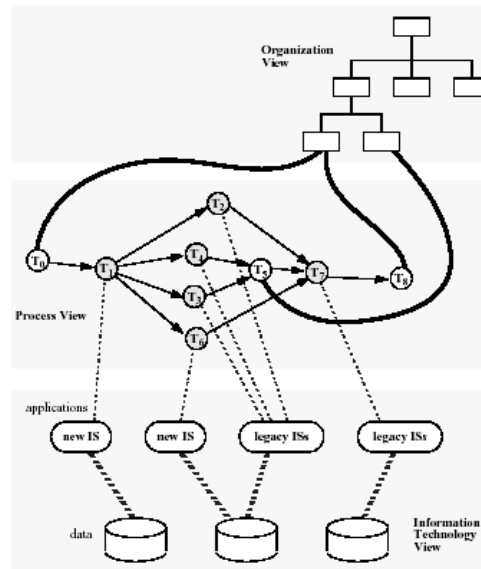 Organization
View
T2
T4
T0
T1
T5
T7
T8
T3
Process View
T6
applications
new IS
new IS
legacy ISs
legacy ISs
data
Information
Technology
View